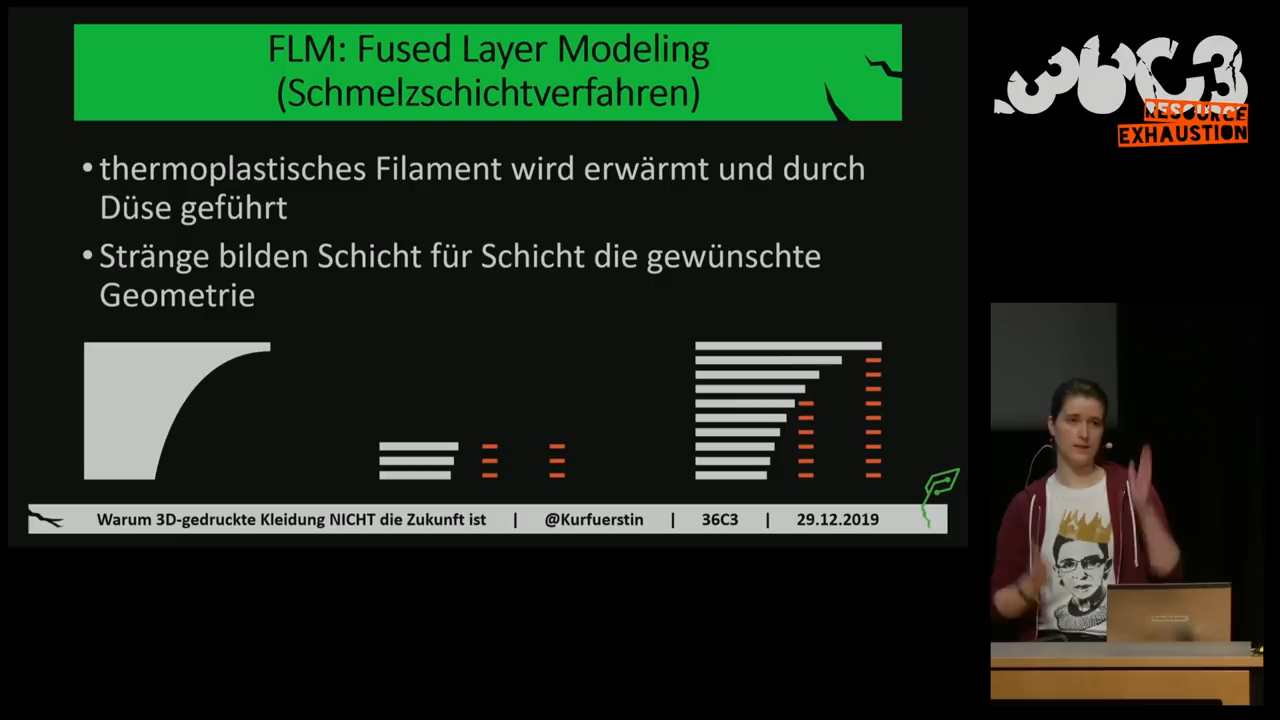 FLM: Fused Layer Modeling
(Schmelzschichtverfahren)
• thermoplastisches Filament wird erwärmt und durch
Düse geführt
• Stränge bilden Schicht für Schicht die gewünschte
Geometrie
Warum 3D-gedruckte Kleidung NICHT die Zukunft ist | @Kurfuerstin | 36C3 | 29.12.2019
36C3
RESOURCE
EXHAUSTION